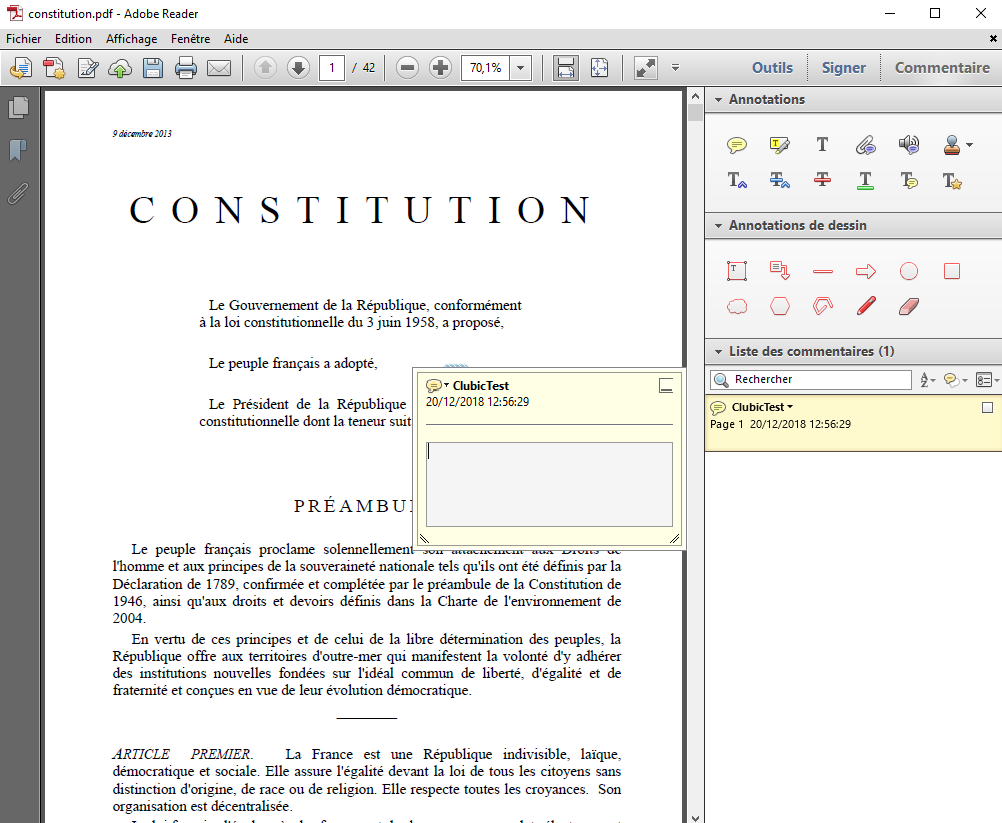 constitution.pdf - Adobe Reader
Fichier Edition Affichage Fenêtre Aide
1 / 42 70,1% Outils Signer Commentaire
9 décembre 2013
CONSTITUTION
Le Gouvernement de la République, conformément
à la loi constitutionnelle du 3 juin 1958, a proposé,
Le peuple français a adopté,
Le Président de la République
constitutionnelle dont la teneur suit
ClubicTest
20/12/2018 12:56:29
PRÉAMBU
Le peuple français proclame solennellement son attachement aux Droits de
l'homme et aux principes de la souveraineté nationale tels qu'ils ont été définis par la
Déclaration de 1789, confirmée et complétée par le préambule de la Constitution de
1946, ainsi qu'aux droits et devoirs définis dans la Charte de l'environnement de
2004.
En vertu de ces principes et de celui de la libre détermination des peuples, la
République offre aux territoires d'outre-mer qui manifestent la volonté d'y adhérer
des institutions nouvelles fondées sur l'idéal commun de liberté, d'égalité et de
fraternité et conçues en vue de leur évolution démocratique.
ARTICLE PREMIER. La France est une République indivisible, laïque,
démocratique et sociale. Elle assure l'égalité devant la loi de tous les citoyens sans
distinction d'origine, de race ou de religion. Elle respecte toutes les croyances. Son
organisation est décentralisée.
Annotations
Annotations de dessin
Liste des commentaires (1)
Rechercher
ClubicTest
Page 1 20/12/2018 12:56:29